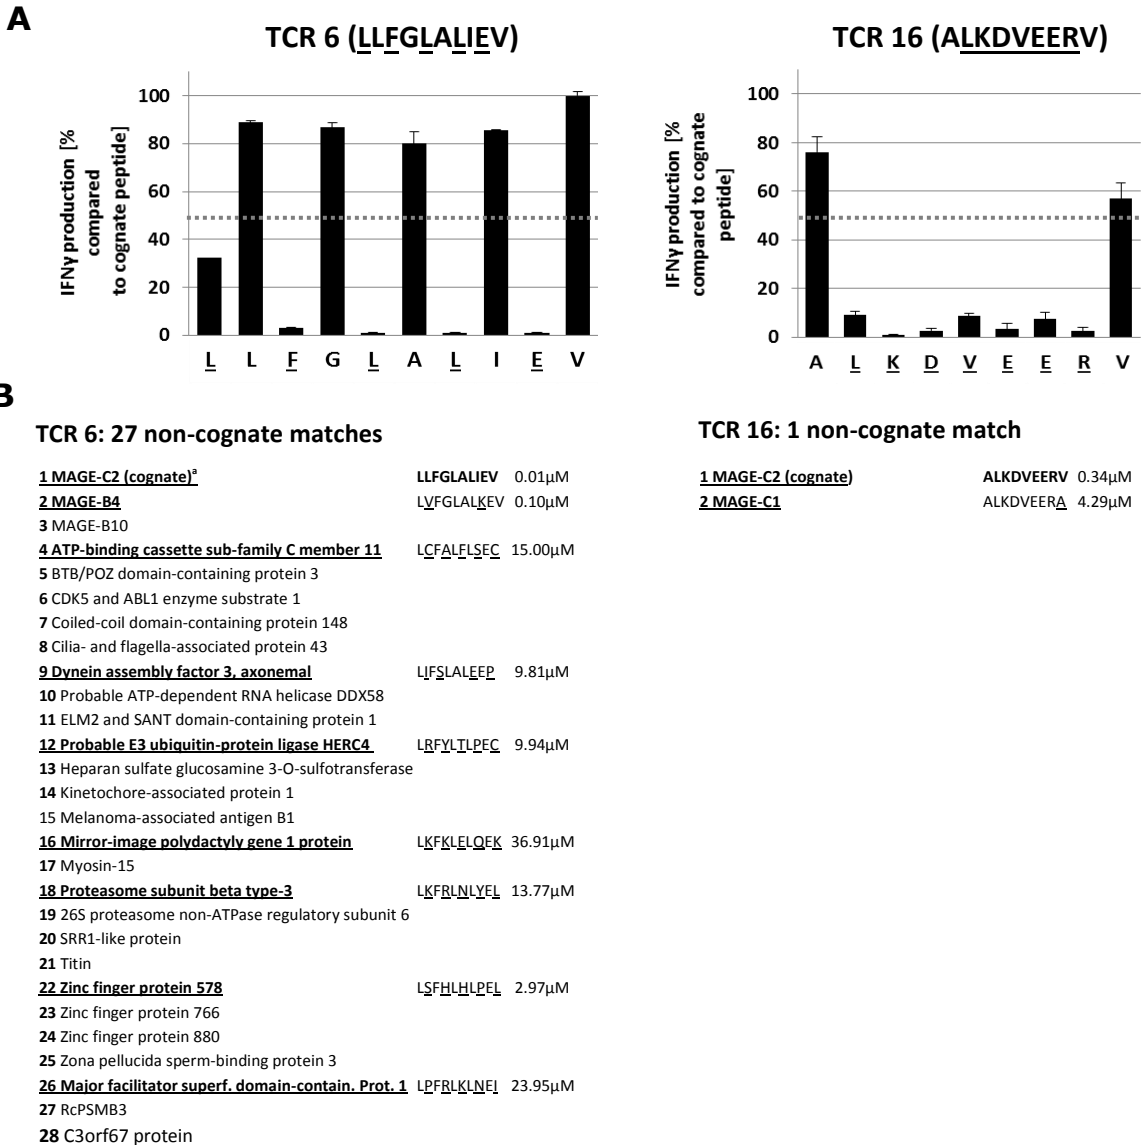 A
TCR 6 (LLFGLALIEV)
IFNγ production [%
compared
to cognate peptide]
100
80
60
40
20
0
L L F G L A L I E V
TCR 16 (ALKDVEERV)
IFNγ production [%
compared to cognate
peptide]
100
80
60
40
20
0
A L K D V E E R V
B
TCR 6: 27 non-cognate matches
1 MAGE-C2 (cognate)a LLFGLALIEV 0.01µM
2 MAGE-B4 LVFGLALKEV 0.10µM
3 MAGE-B10
4 ATP-binding cassette sub-family C member 11 LCFALFLSEC 15.00µM
5 BTB/POZ domain-containing protein 3
6 CDK5 and ABL1 enzyme substrate 1
7 Coiled-coil domain-containing protein 148
8 Cilia- and flagella-associated protein 43
9 Dynein assembly factor 3, axonemal LIFSLALEEP 9.81µM
10 Probable ATP-dependent RNA helicase DDX58
11 ELM2 and SANT domain-containing protein 1
12 Probable E3 ubiquitin-protein ligase HERC4 LRFYLTLPEC 9.94µM
13 Heparan sulfate glucosamine 3-O-sulfotransferase
14 Kinetochore-associated protein 1
15 Melanoma-associated antigen B1
16 Mirror-image polydactyly gene 1 protein LKFKLELQEK 36.91µM
17 Myosin-15
18 Proteasome subunit beta type-3 LKFRLNLYEL 13.77µM
19 26S proteasome non-ATPase regulatory subunit 6
20 SRR1-like protein
21 Titin
22 Zinc finger protein 578 LSFHLHLPEL 2.97µM
23 Zinc finger protein 766
24 Zinc finger protein 880
25 Zona pellucida sperm-binding protein 3
26 Major facilitator superf. domain-contain. Prot. 1 LPFRLKLNEI 23.95µM
27 RcPSMB3
28 C3orf67 protein
TCR 16: 1 non-cognate match
1 MAGE-C2 (cognate) ALKDVEERV 0.34µM
2 MAGE-C1 ALKDVEERA 4.29µM